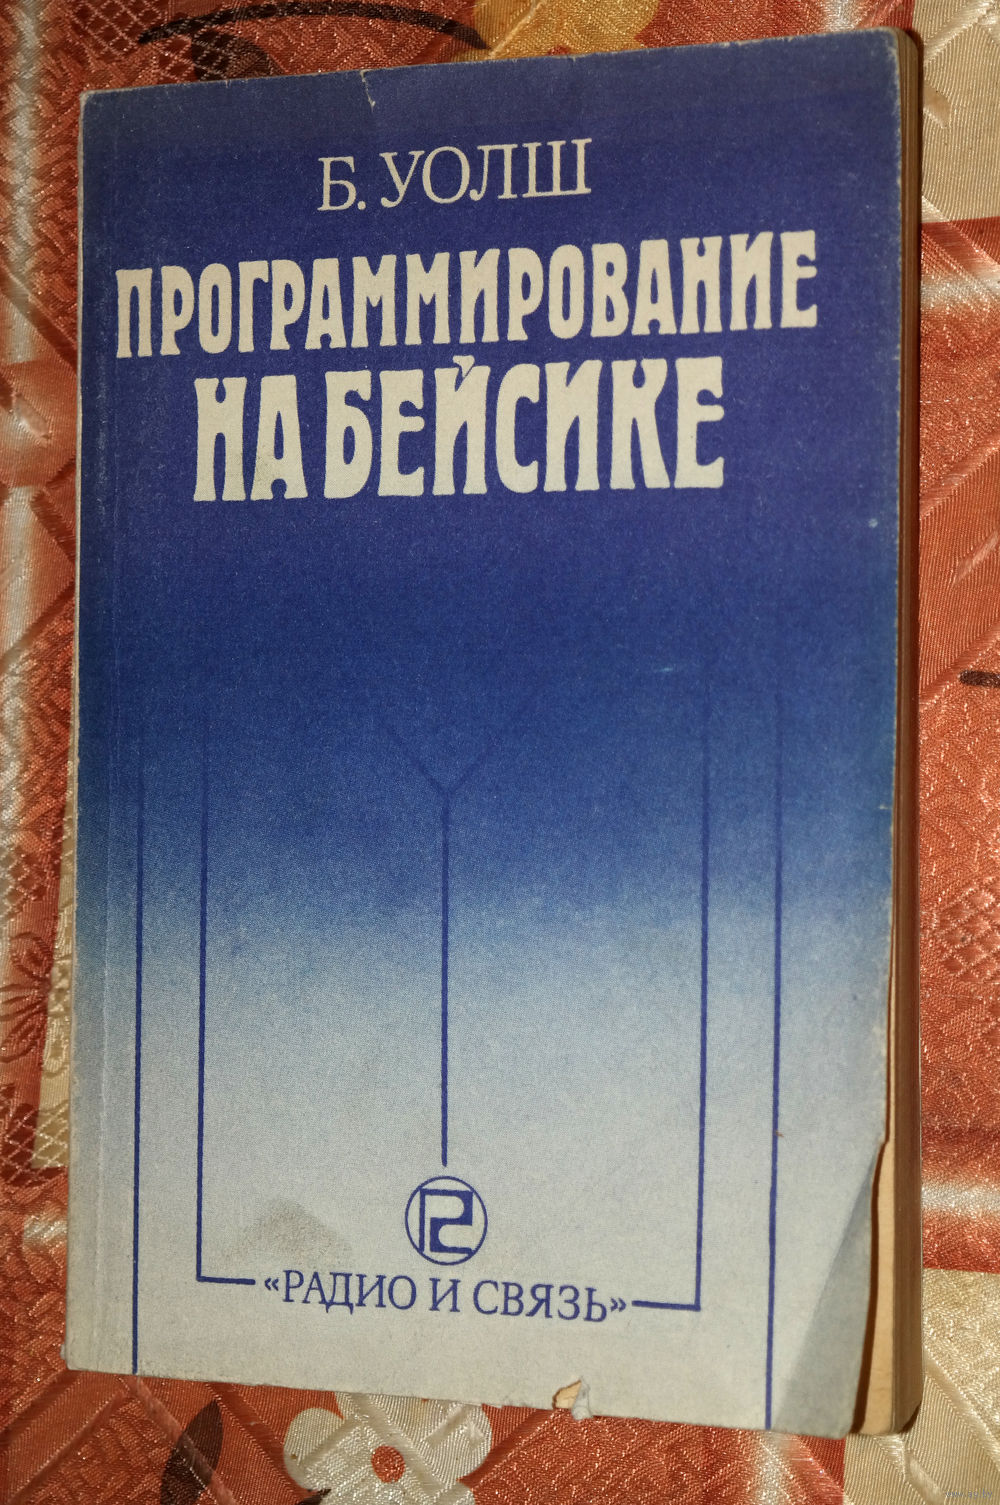 Б. УОЛШ
ПРОГРАММИРОВАНИЕ
НА БЕЙСИКЕ
«РАДИО И СВЯЗЬ»